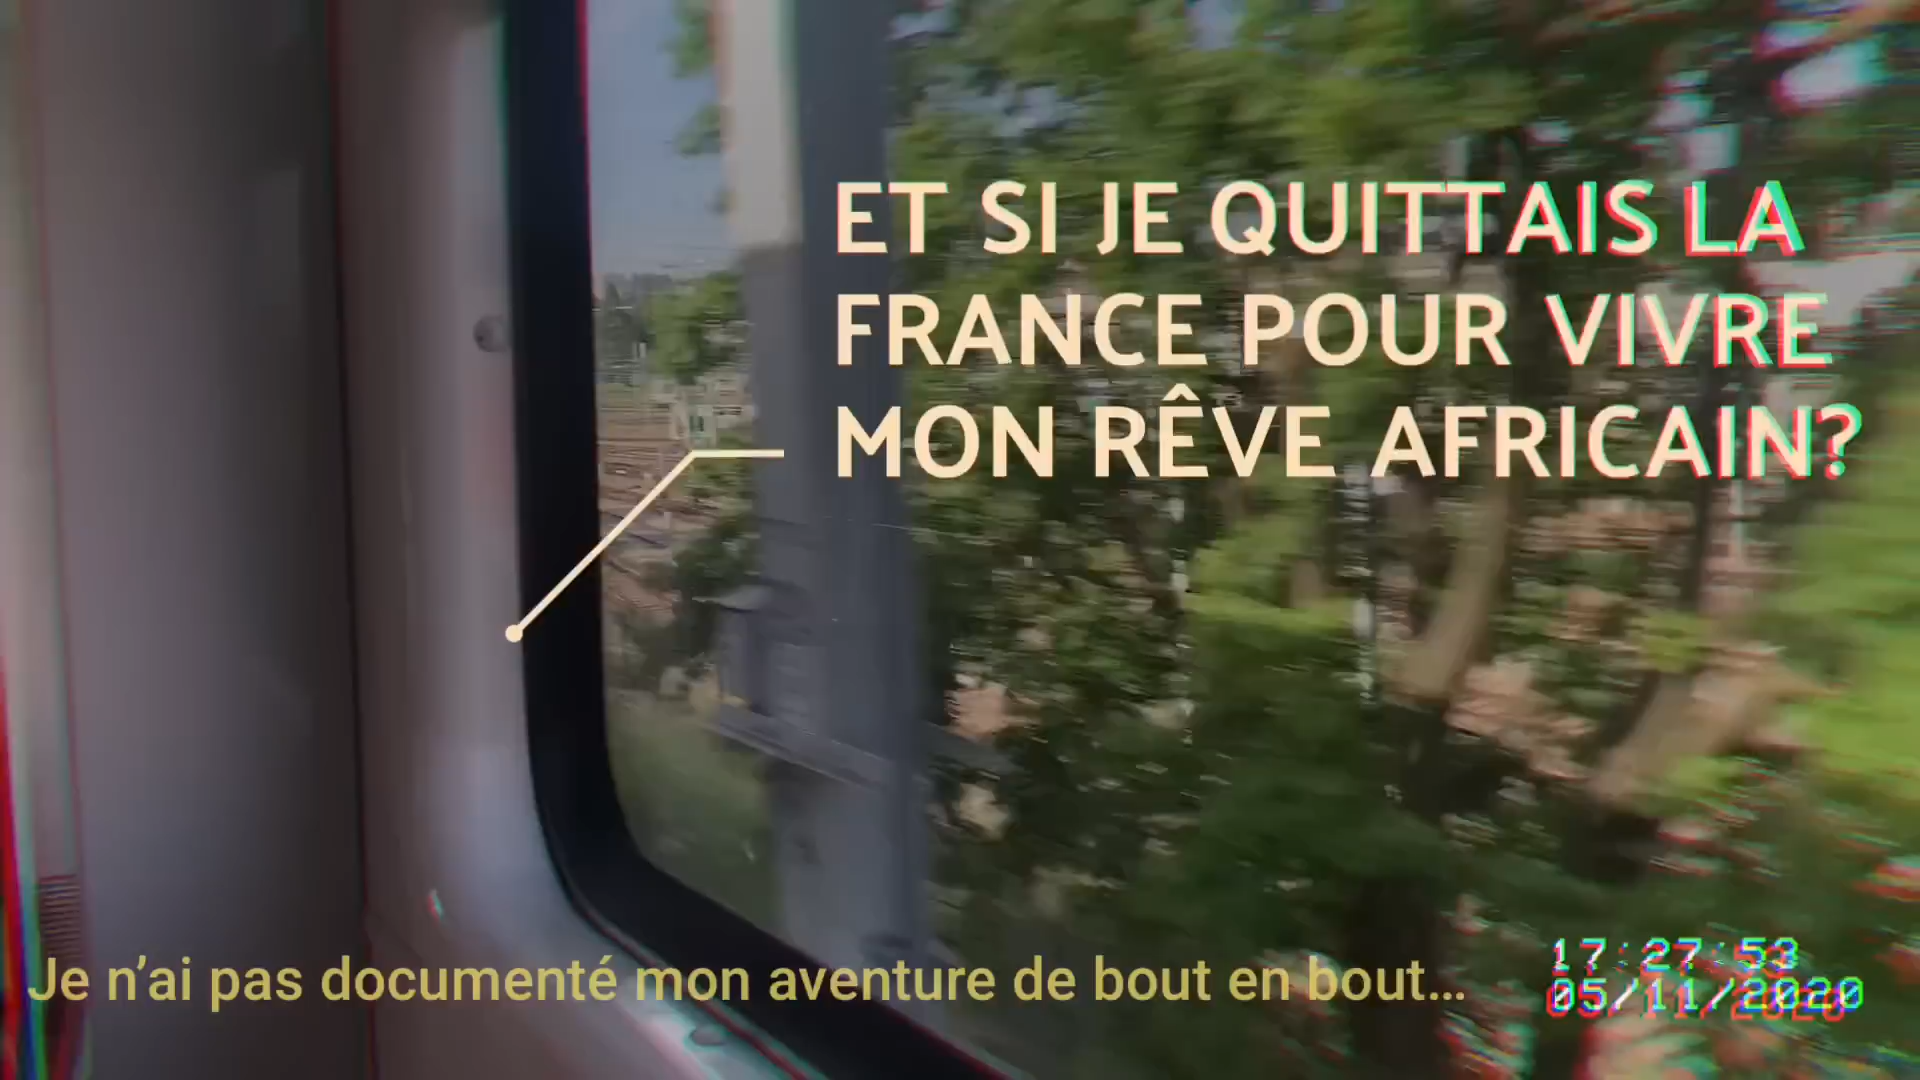 ET SI JE QUITTAIS LA
FRANCE POUR VIVRE
MON RÊVE AFRICAIN?
Je n’ai pas documenté mon aventure de bout en bout...
17:27:53
05/11/2020